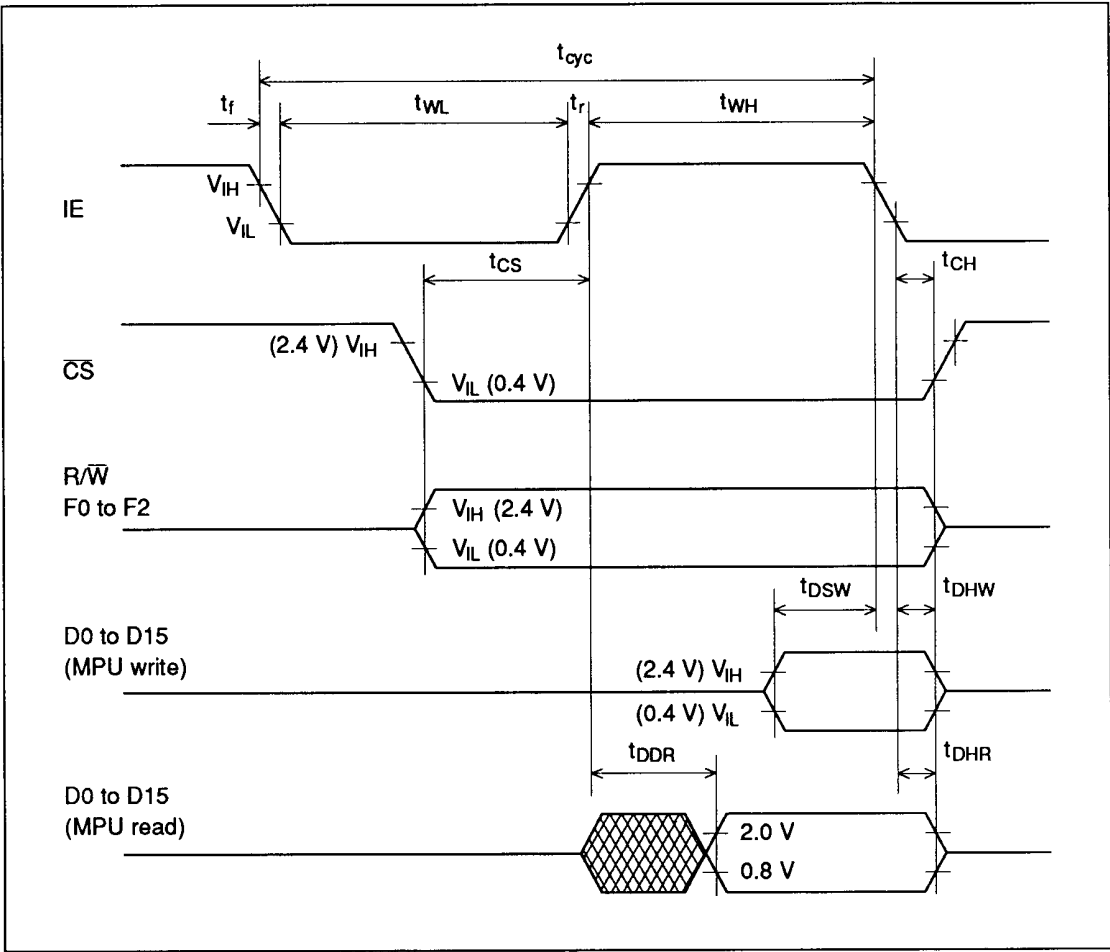 tcyc
tf
tWL
tr
tWH
VIH
IE
VIL
tCS
tCH
(2.4 V) VIH
CS
VIL (0.4 V)
R/W
F0 to F2
VIH (2.4 V)
VIL (0.4 V)
tDSW
tDHW
D0 to D15
(MPU write)
(2.4 V) VIH
(0.4 V) VIL
tDDR
tDHR
D0 to D15
(MPU read)
2.0 V
0.8 V